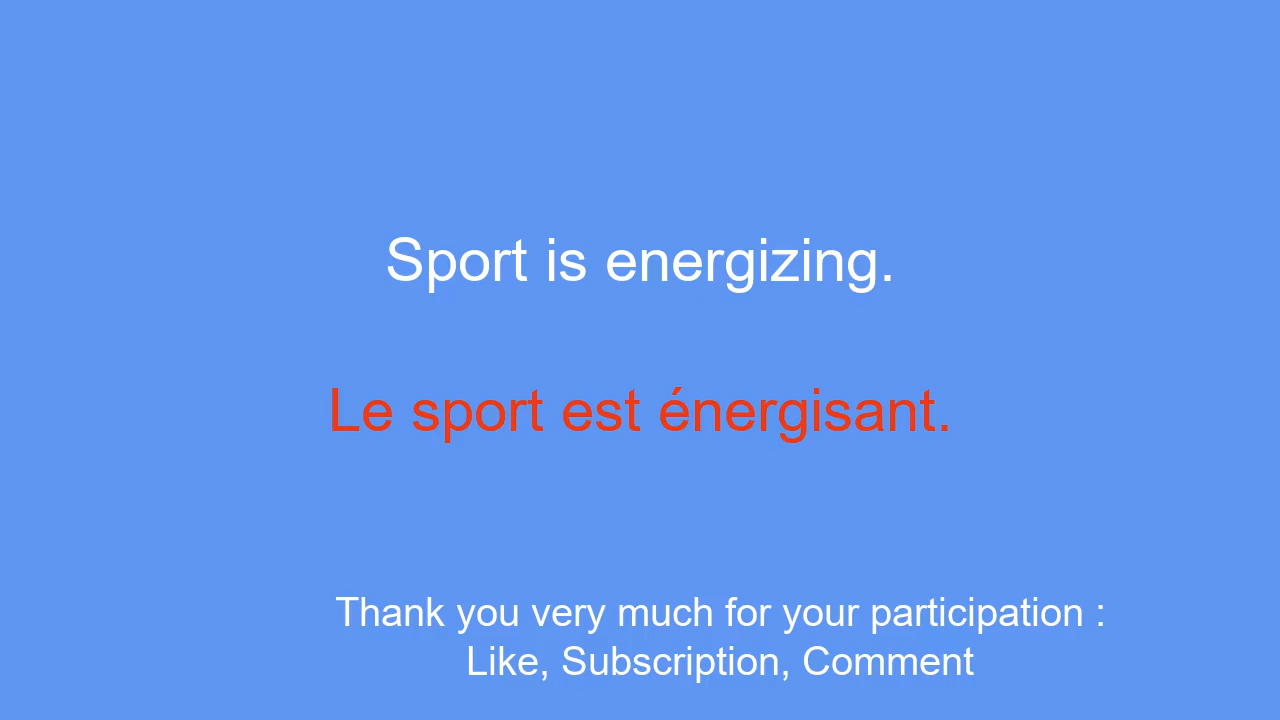 Sport is energizing.
Le sport est énergisant.
Thank you very much for your participation :
Like, Subscription, Comment